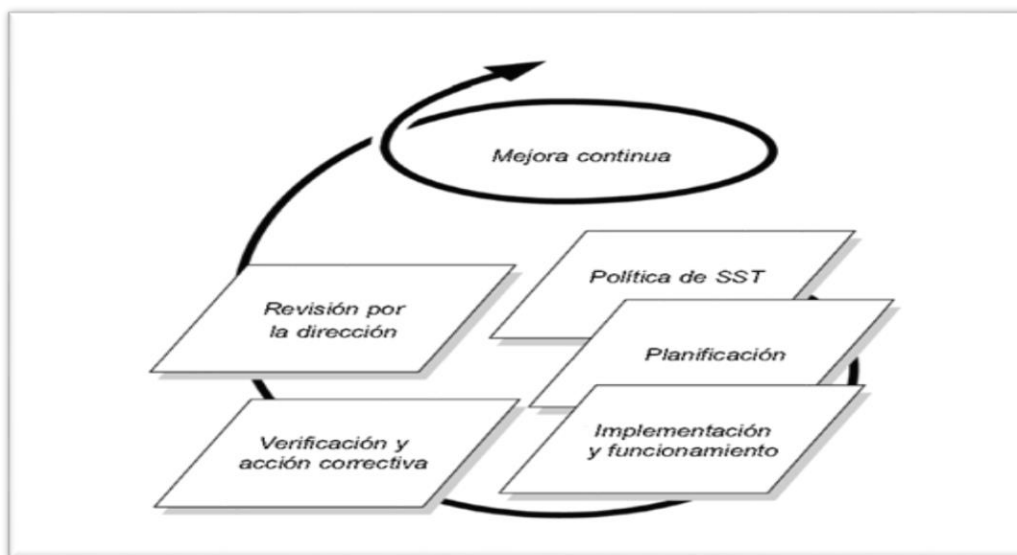 Mejora continua
Política de SST
Planificación
Implementación
y funcionamiento
Verificación y
acción correctiva
Revisión por
la dirección